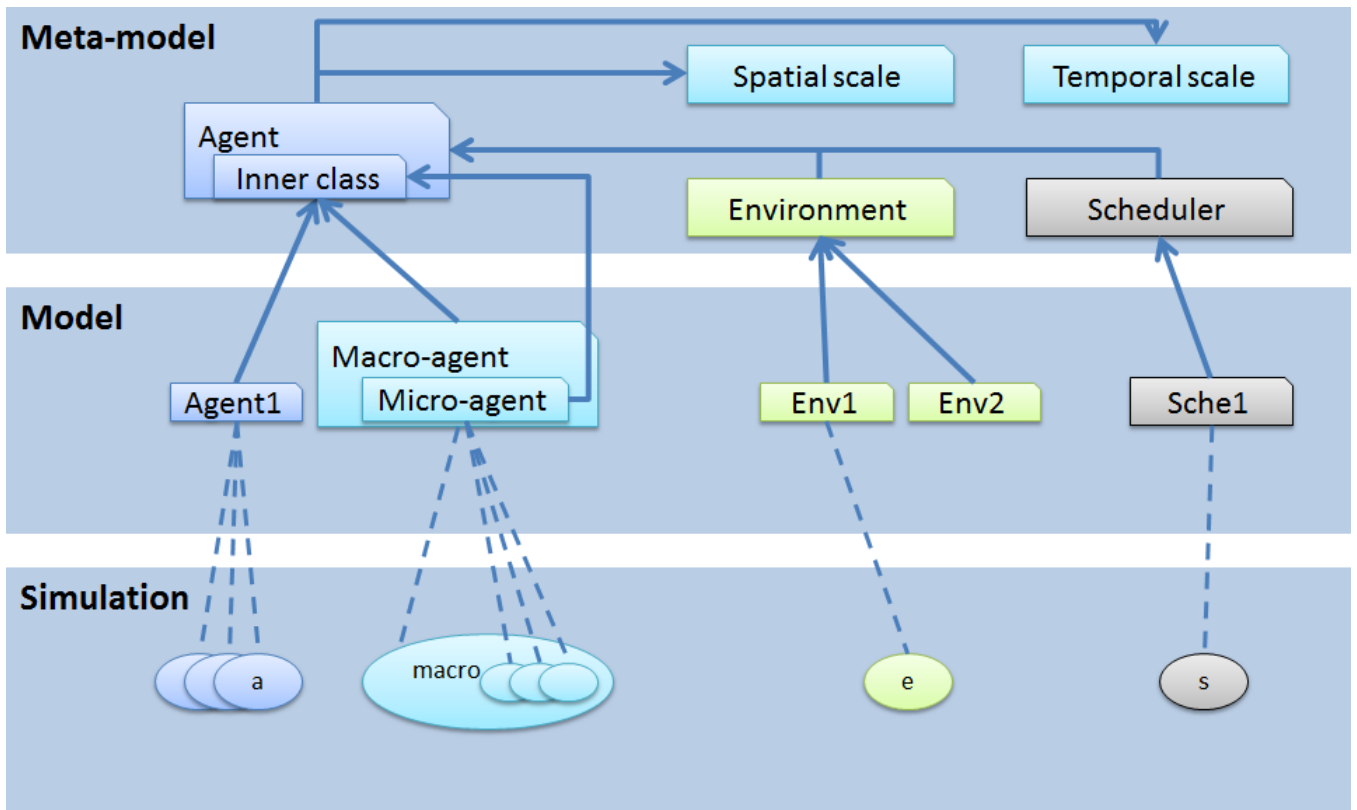 Meta-model
Spatial scale
Temporal scale
Agent
Inner class
Environment
Scheduler
Model
Macro-agent
Micro-agent
Agent1
Env1
Env2
Sche1
Simulation
macro
a
e
s